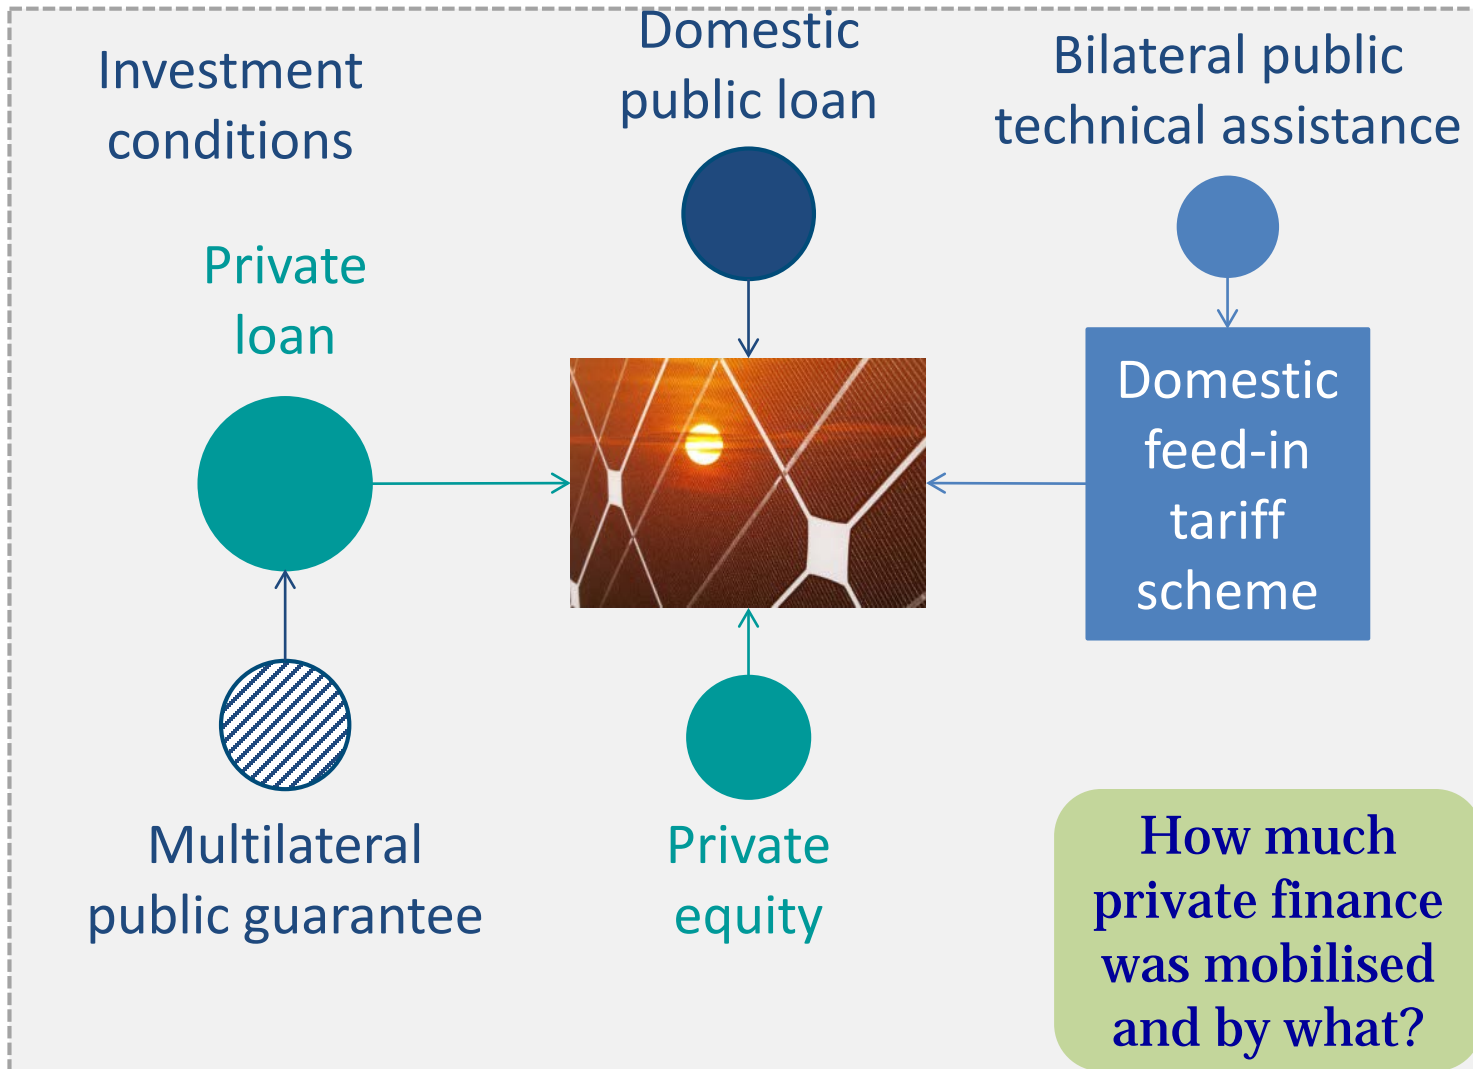 Investment
conditions
Domestic
public loan
Bilateral public
technical assistance
Private
loan
Domestic
feed-in
tariff
scheme
Multilateral
public guarantee
Private
equity
How much
private finance
was mobilised
and by what?